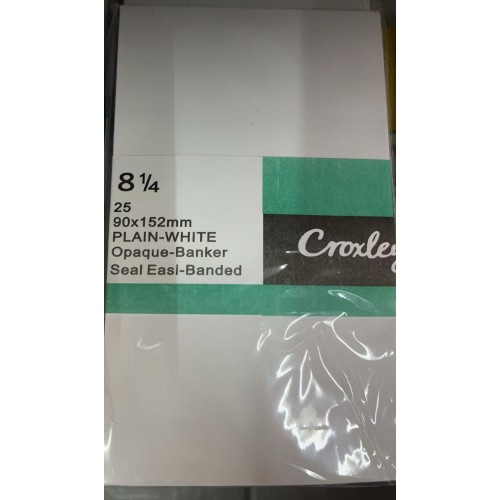 8 1/4
25
90x152mm
PLAIN-WHITE
Opaque-Banker
Seal Easi-Banded
Croxley